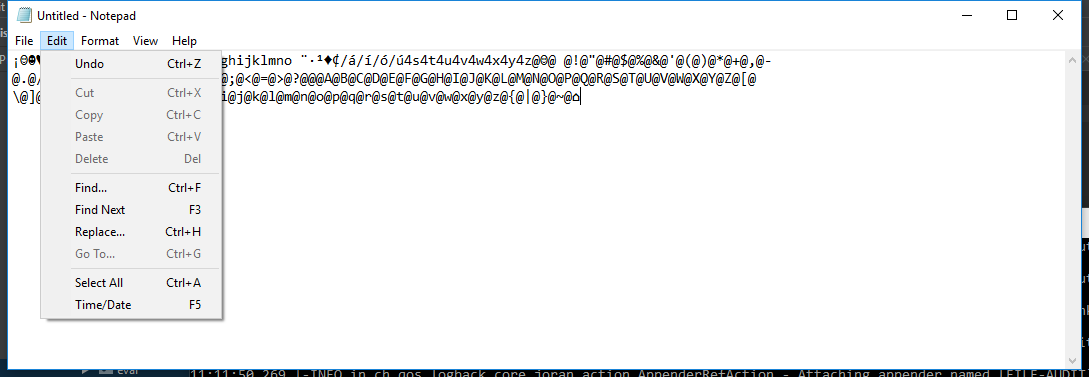 Untitled - Notepad
File Edit Format View Help
ghijklmno ¨·¹♦₵/á/í/ó/ú4s4t4u4v4w4x4y4z@☺@ @!@"@#@$@%@&@'@(@)@*@+@,@-
@.@/
@;@<@=@>@?@@@A@B@C@D@E@F@G@H@I@J@K@L@M@N@O@P@Q@R@S@T@U@V@W@X@Y@Z@[@
\@]@
i@j@k@l@m@n@o@p@q@r@s@t@u@v@w@x@y@z@{@|@}@~@⌂
Undo Ctrl+Z
Cut Ctrl+X
Copy Ctrl+C
Paste Ctrl+V
Delete Del
Find... Ctrl+F
Find Next F3
Replace... Ctrl+H
Go To... Ctrl+G
Select All Ctrl+A
Time/Date F5
eval
11:11:50.269 |-INFO in ch.qos.logback.core.joran.action.AppenderRefAction - Attaching appender named [FILE-AUDIT